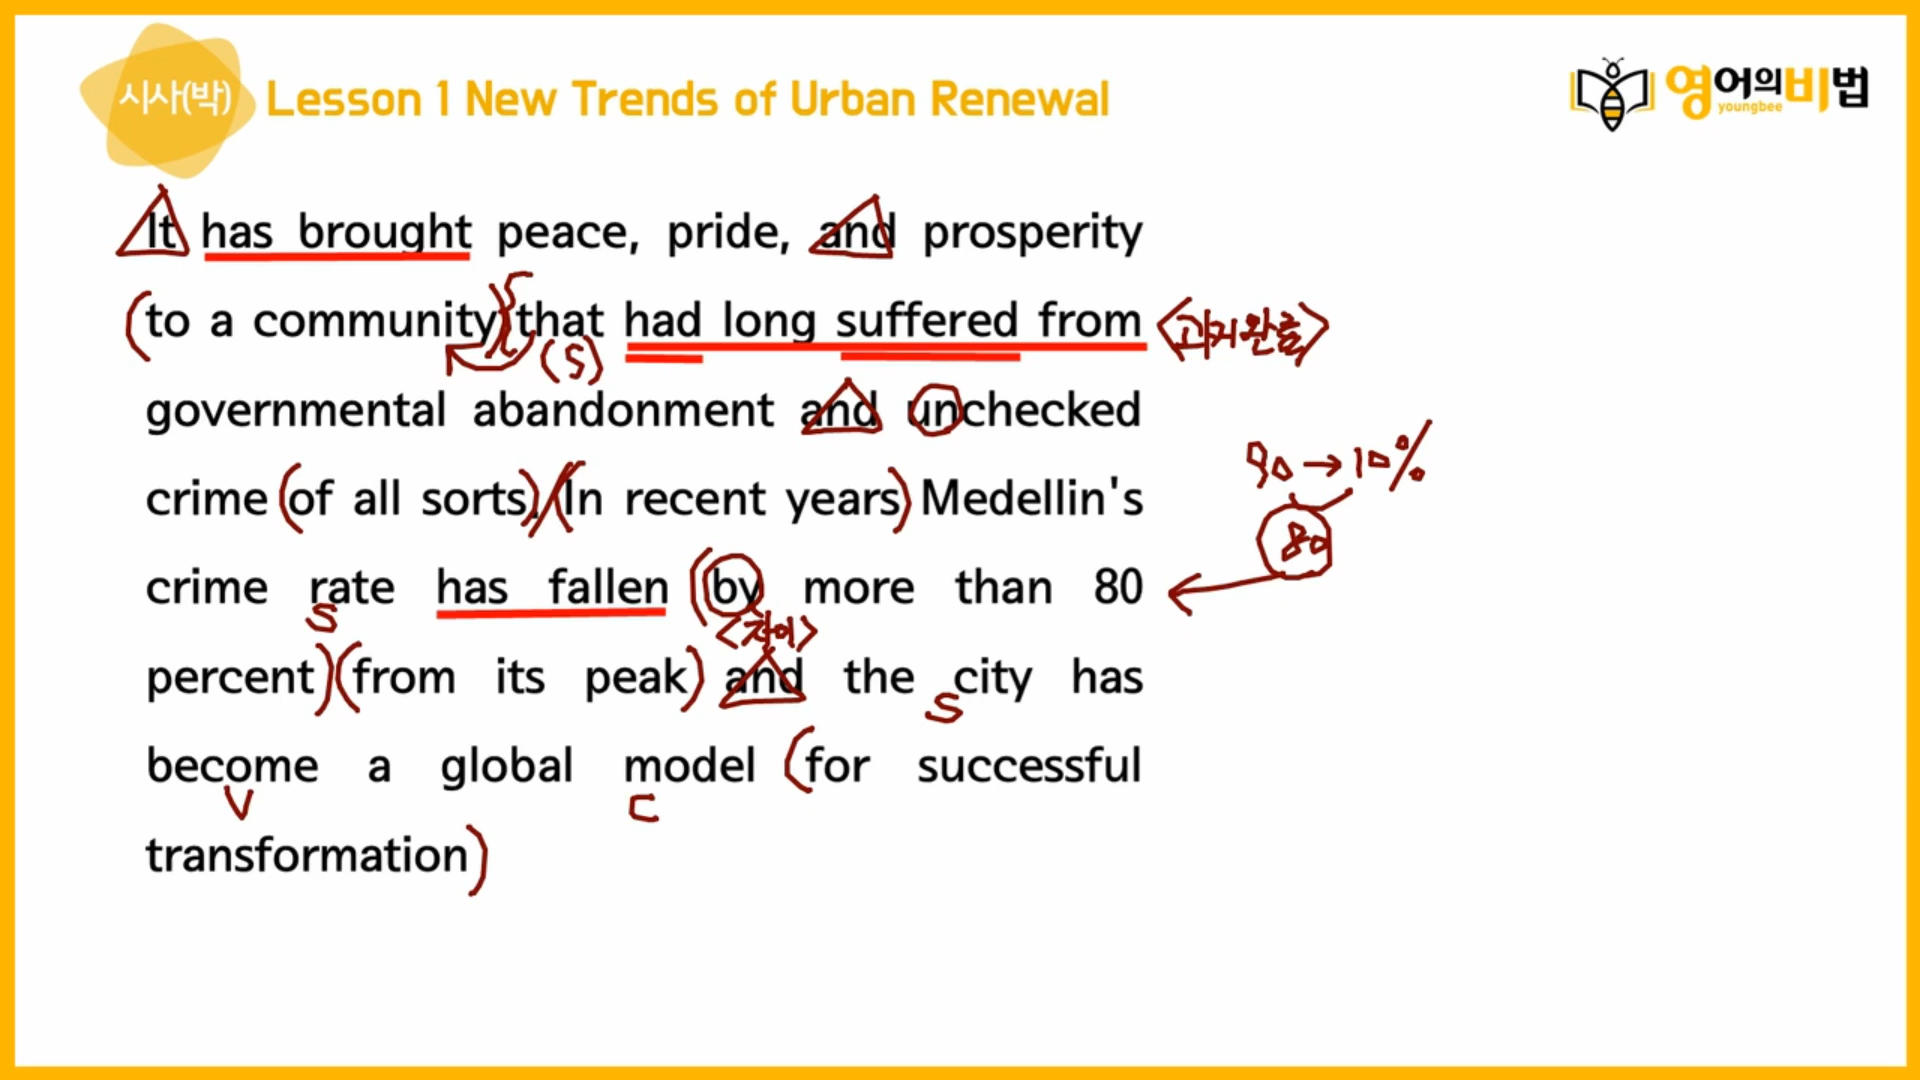 시사(박)
Lesson 1 New Trends of Urban Renewal
영어의비법
youngbee
It has brought peace, pride, and prosperity
to a community that had long suffered from
<과거완료>
(S)
governmental abandonment and unchecked
90 → 10%
crime of all sorts. In recent years Medellin's
80
crime rate has fallen by more than 80
S
<차이>
percent from its peak and the city has
S
become a global model for successful
V
C
transformation